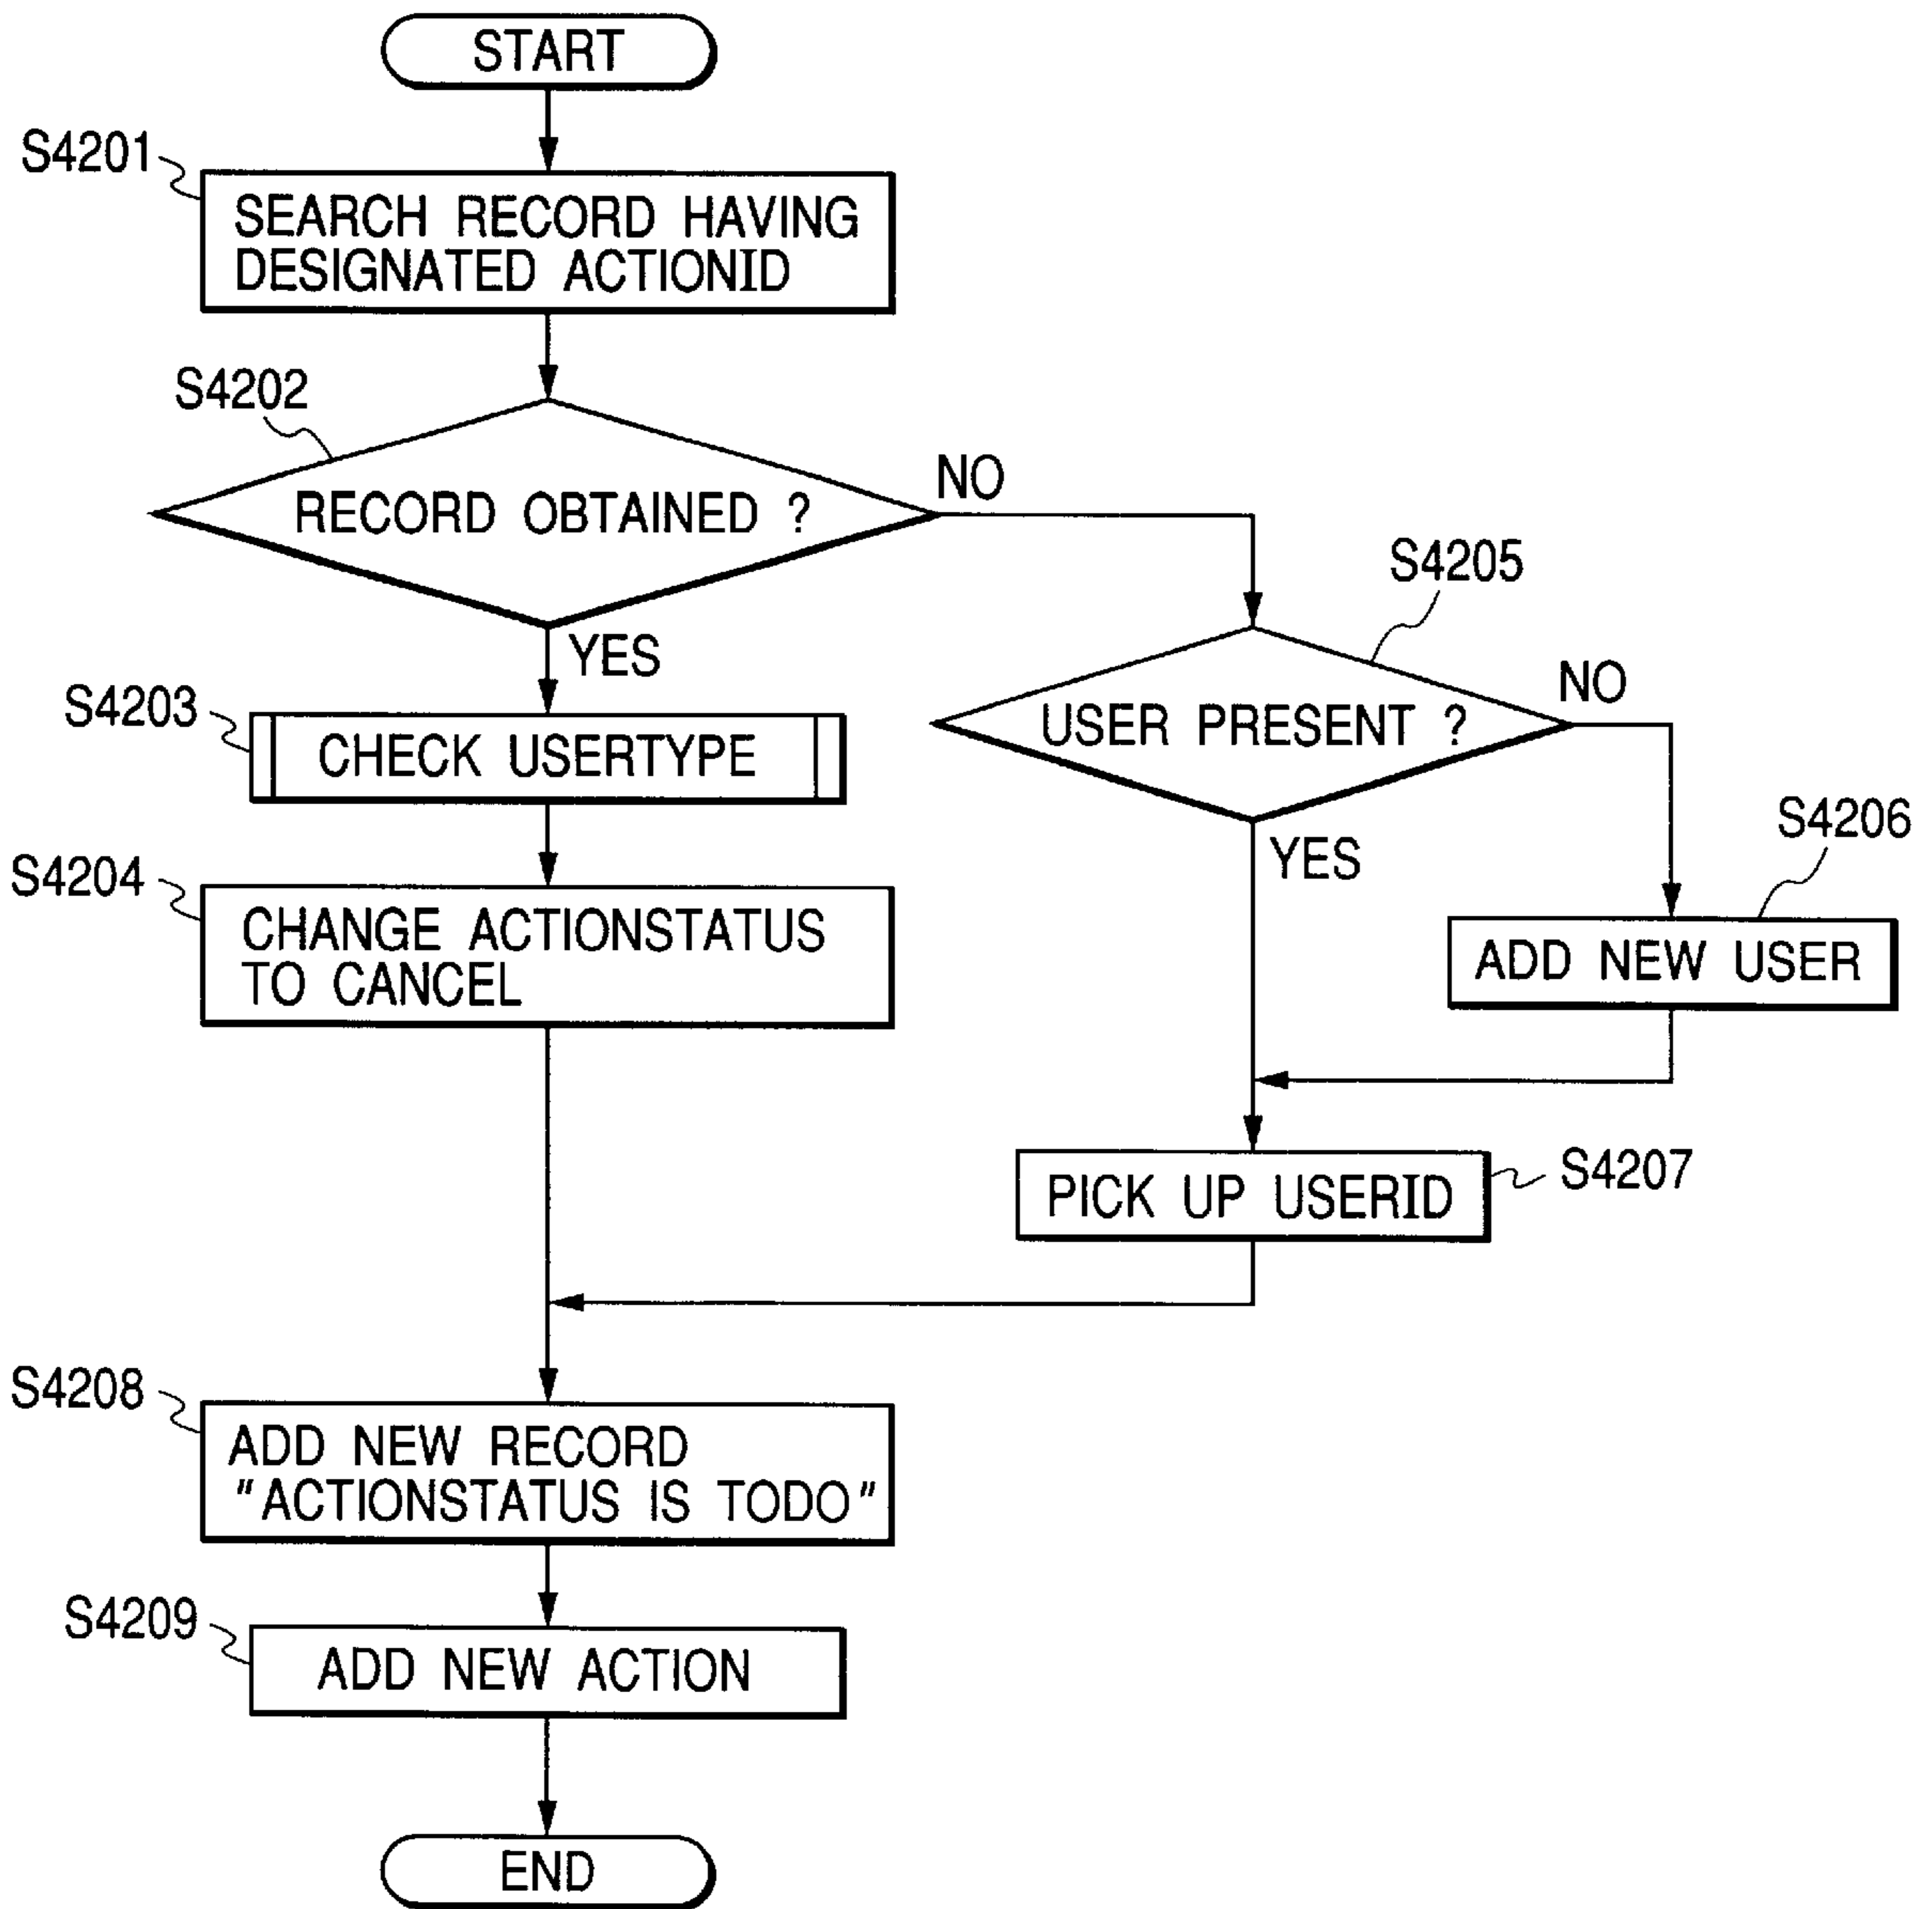 START
S4201
SEARCH RECORD HAVING
DESIGNATED ACTIONID
S4202
RECORD OBTAINED ?
NO
YES
S4205
USER PRESENT ?
NO
YES
S4203
CHECK USERTYPE
S4204
CHANGE ACTIONSTATUS
TO CANCEL
S4206
ADD NEW USER
PICK UP USERID
S4207
S4208
ADD NEW RECORD
"ACTIONSTATUS IS TODO"
S4209
ADD NEW ACTION
END